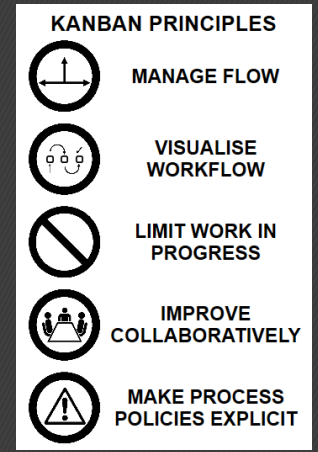 KANBAN PRINCIPLES
MANAGE FLOW
VISUALISE
WORKFLOW
LIMIT WORK IN
PROGRESS
IMPROVE
COLLABORATIVELY
MAKE PROCESS
POLICIES EXPLICIT